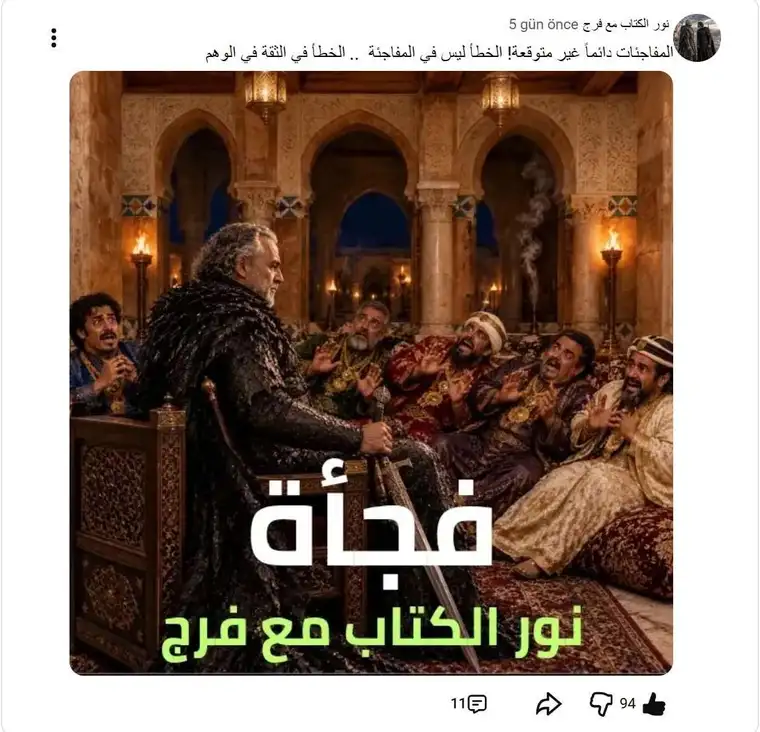 نور الكتاب مع فرج 5 gün önce
المفاجئات دائماً غير متوقعة! الخطأ ليس في المفاجئة .. الخطأ في الثقة في الوهم
فجأة
نور الكتاب مع فرج
94
11